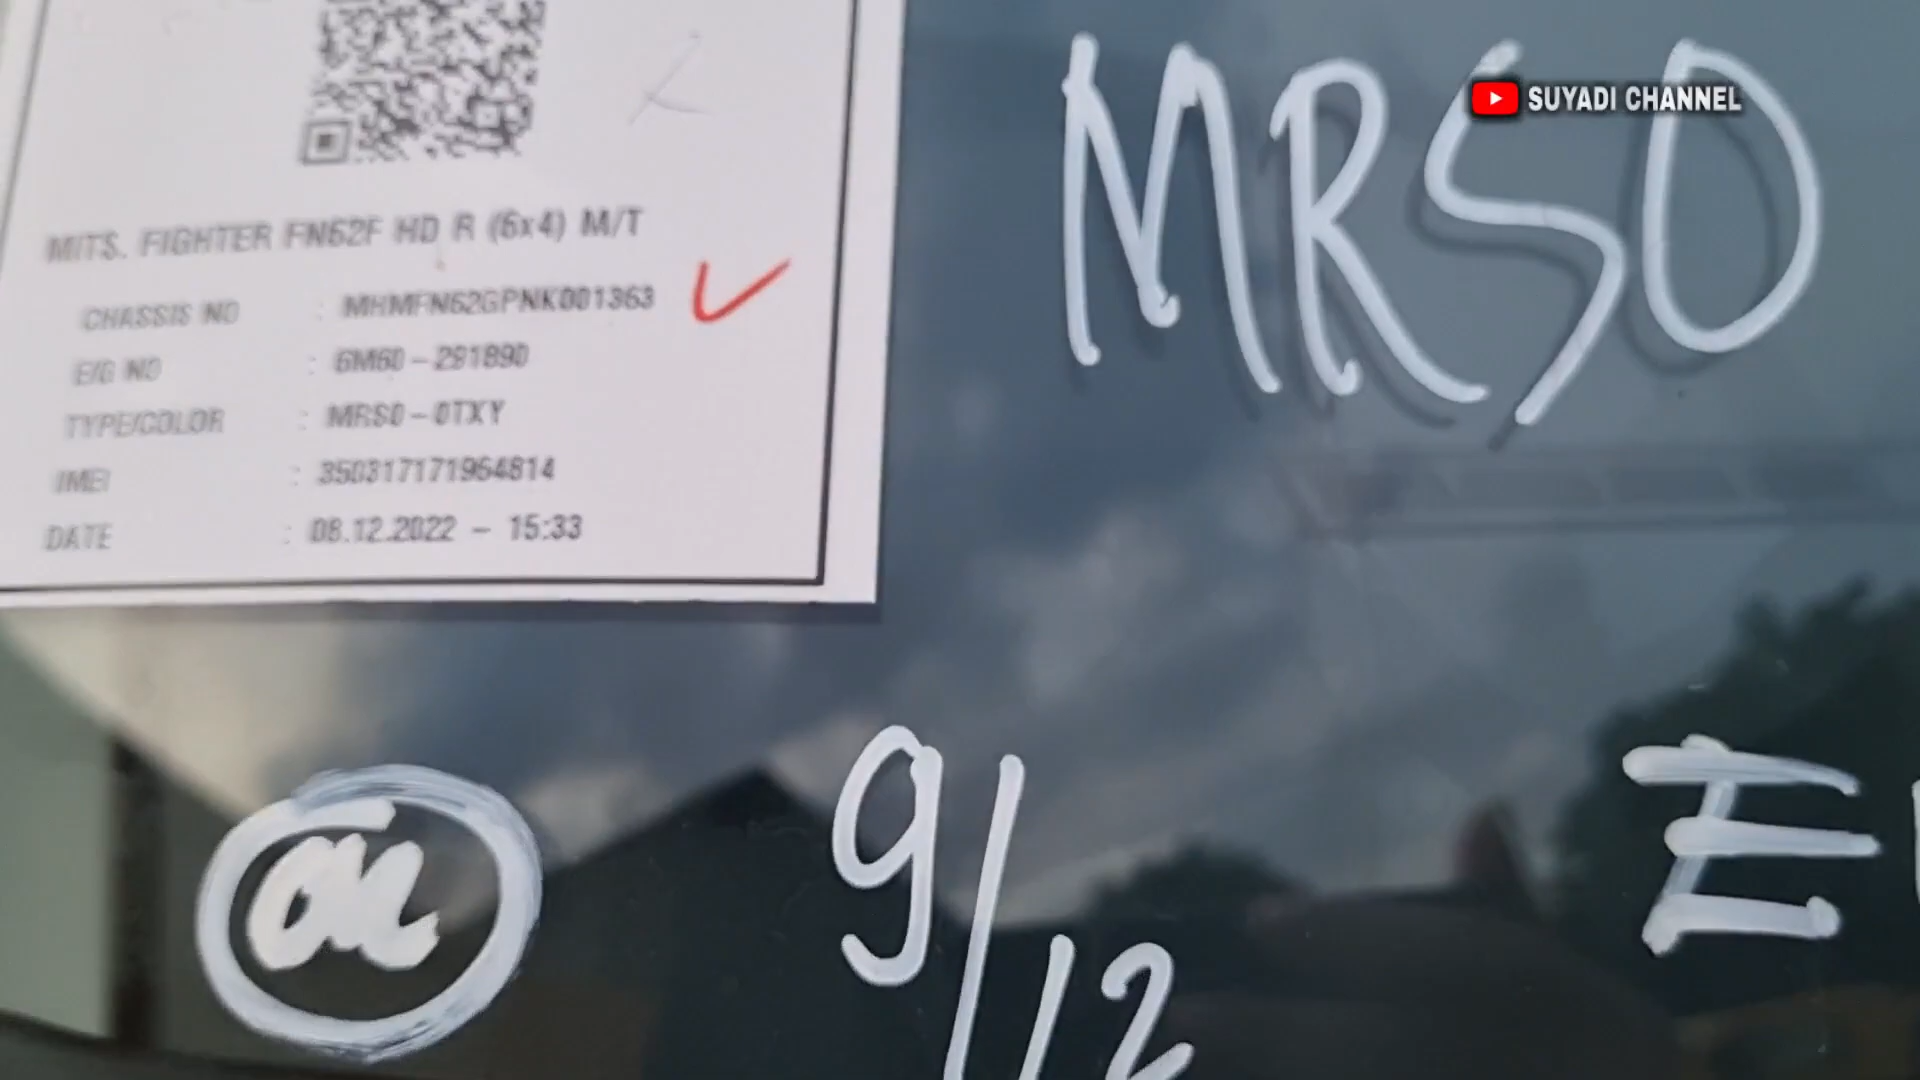 MITS. FIGHTER FN62F HD R (6x4) M/T
CHASSIS NO : MHMFN62GPNK001363
E/G NO : 6M60-291890
TYPE/COLOR : MRS0-0TXY
IMEI : 350317171964814
DATE : 08.12.2022 - 15:33
MRSO
SUYADI CHANNEL
OK
9/12
E